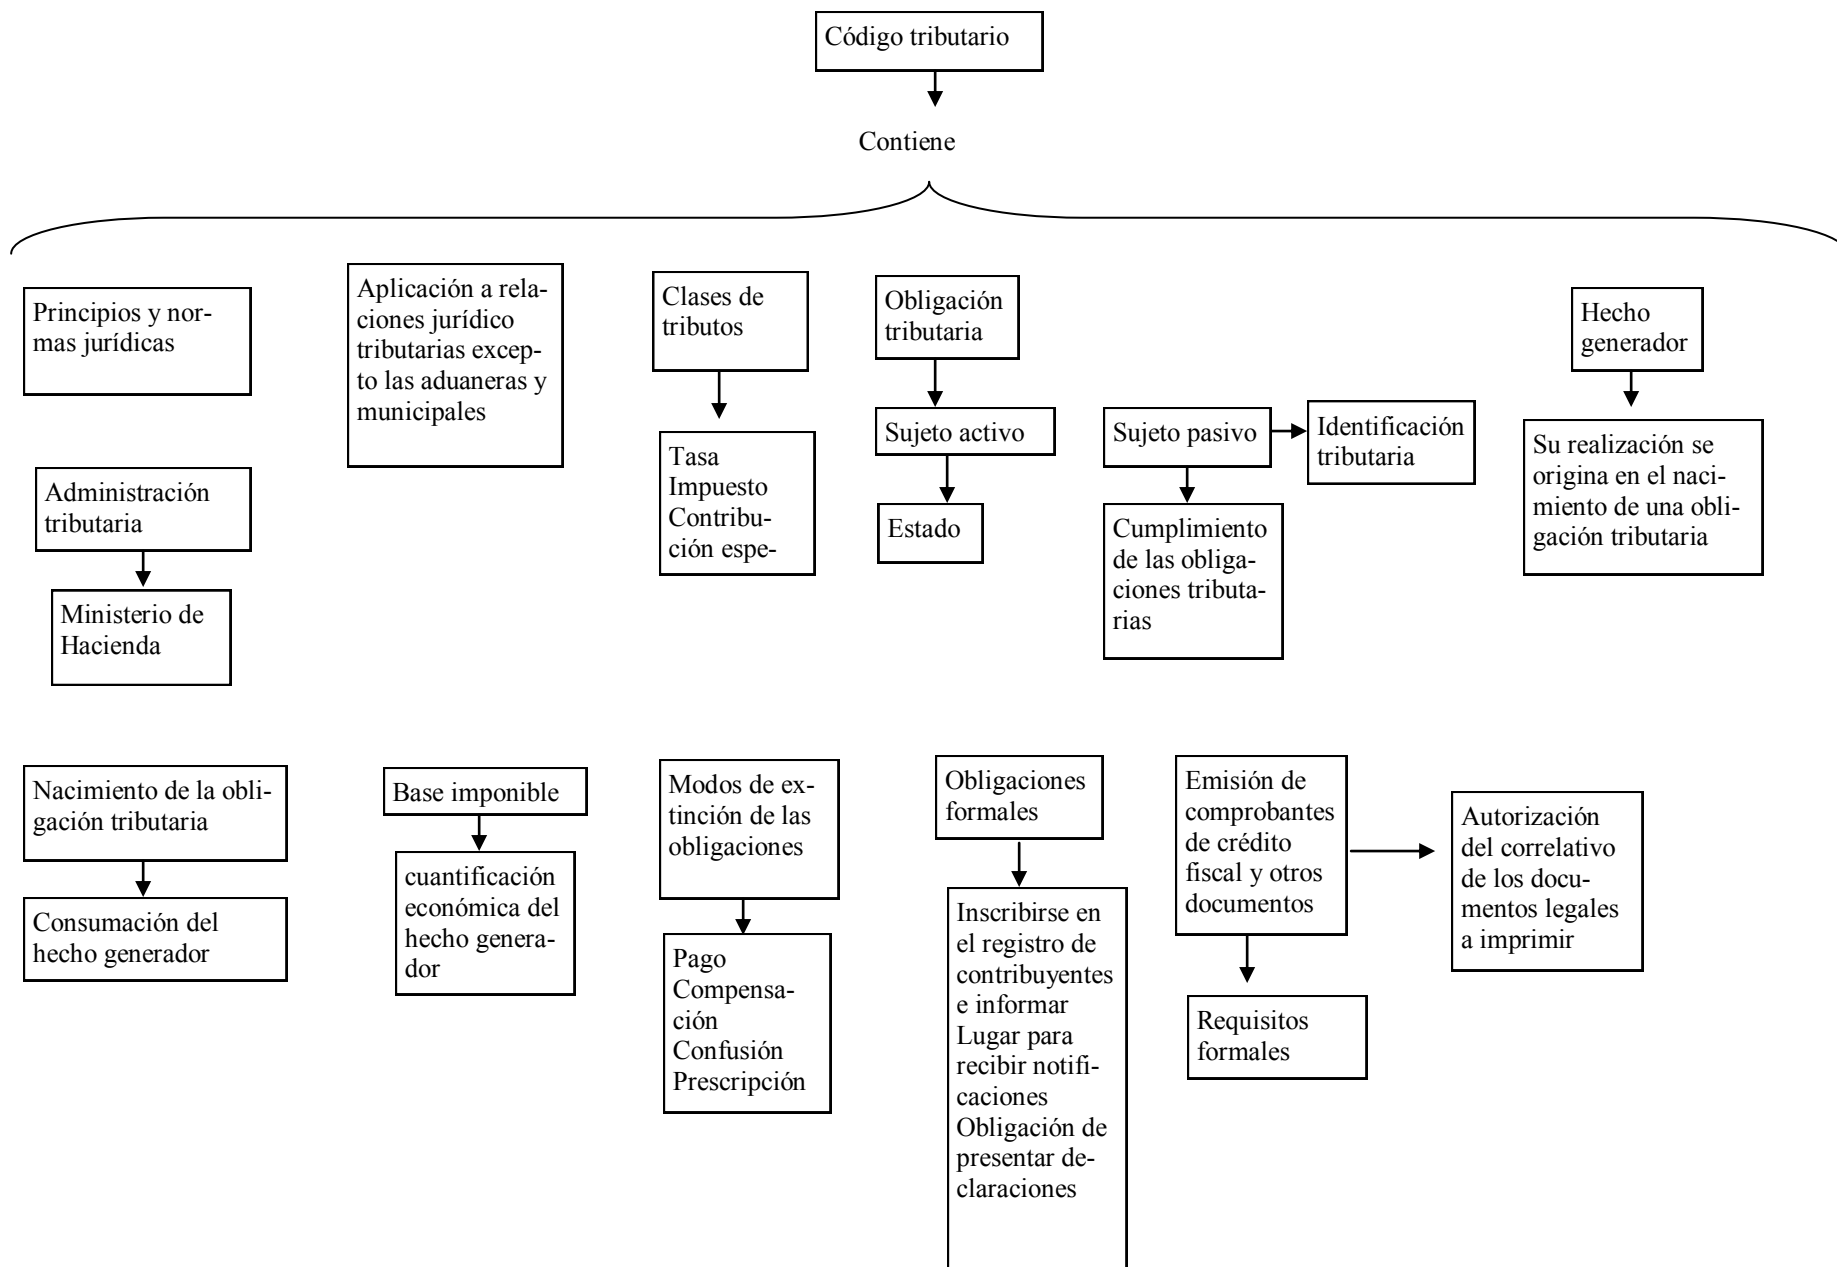 Código tributario
Contiene
Principios y nor-
mas jurídicas
Aplicación a rela-
ciones jurídico
tributarias excep-
to las aduaneras y
municipales
Clases de
tributos
Obligación
tributaria
Hecho
generador
Administración
tributaria
Ministerio de
Hacienda
Tasa
Impuesto
Contribu-
ción espe-
Sujeto activo
Estado
Sujeto pasivo
Identificación
tributaria
Cumplimiento
de las obliga-
ciones tributa-
rias
Su realización se
origina en el naci-
miento de una obli-
gación tributaria
Nacimiento de la obli-
gación tributaria
Consumación del
hecho generador
Base imponible
cuantificación
económica del
hecho genera-
dor
Modos de ex-
tinción de las
obligaciones
Pago
Compensa-
ción
Confusión
Prescripción
Obligaciones
formales
Inscribirse en
el registro de
contribuyentes
e informar
Lugar para
recibir notifi-
caciones
Obligación de
presentar de-
claraciones
Emisión de
comprobantes
de crédito
fiscal y otros
documentos
Requisitos
formales
Autorización
del correlativo
de los docu-
mentos legales
a imprimir